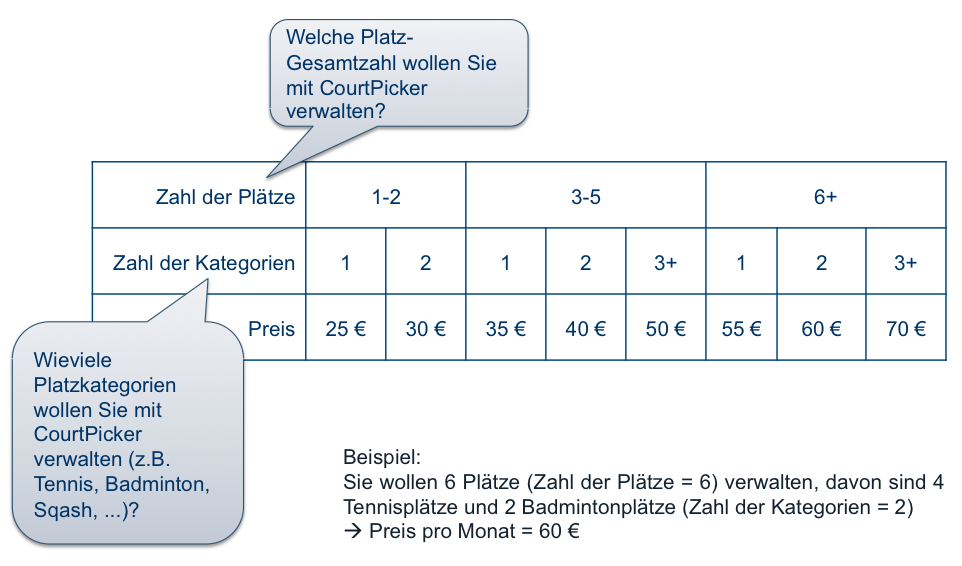 Welche Platz-
Gesamtzahl wollen Sie
mit CourtPicker
verwalten?
Zahl der Plätze 1-2 3-5 6+
Zahl der Kategorien 1 2 1 2 3+ 1 2 3+
Preis 25 € 30 € 35 € 40 € 50 € 55 € 60 € 70 €
Wieviele
Platzkategorien
wollen Sie mit
CourtPicker
verwalten (z.B.
Tennis, Badminton,
Sqash, ...)?
Beispiel:
Sie wollen 6 Plätze (Zahl der Plätze = 6) verwalten, davon sind 4
Tennisplätze und 2 Badmintonplätze (Zahl der Kategorien = 2)
→ Preis pro Monat = 60 €